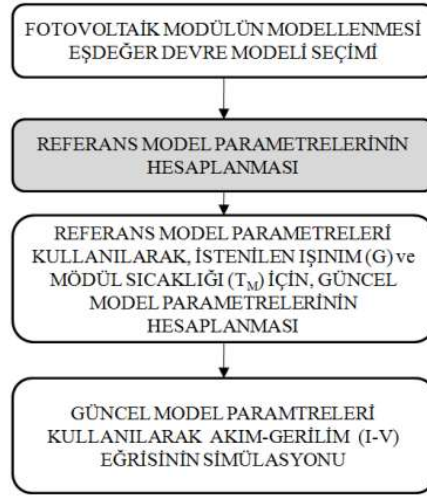 FOTOVOLTAİK MODÜLÜN MODELLENMESİ
EŞDEĞER DEVRE MODELİ SEÇİMİ
REFERANS MODEL PARAMETRELERİNİN
HESAPLANMASI
REFERANS MODEL PARAMETRELERİ
KULLANILARAK, İSTENİLEN IŞINIM (G) ve
MÖDÜL SICAKLIĞI (T_M) İÇİN, GÜNCEL
MODEL PARAMETRELERİNİN
HESAPLANMASI
GÜNCEL MODEL PARAMTRELERİ
KULLANILARAK AKIM-GERİLİM (I-V)
EĞRİSİNİN SİMÜLASYONU